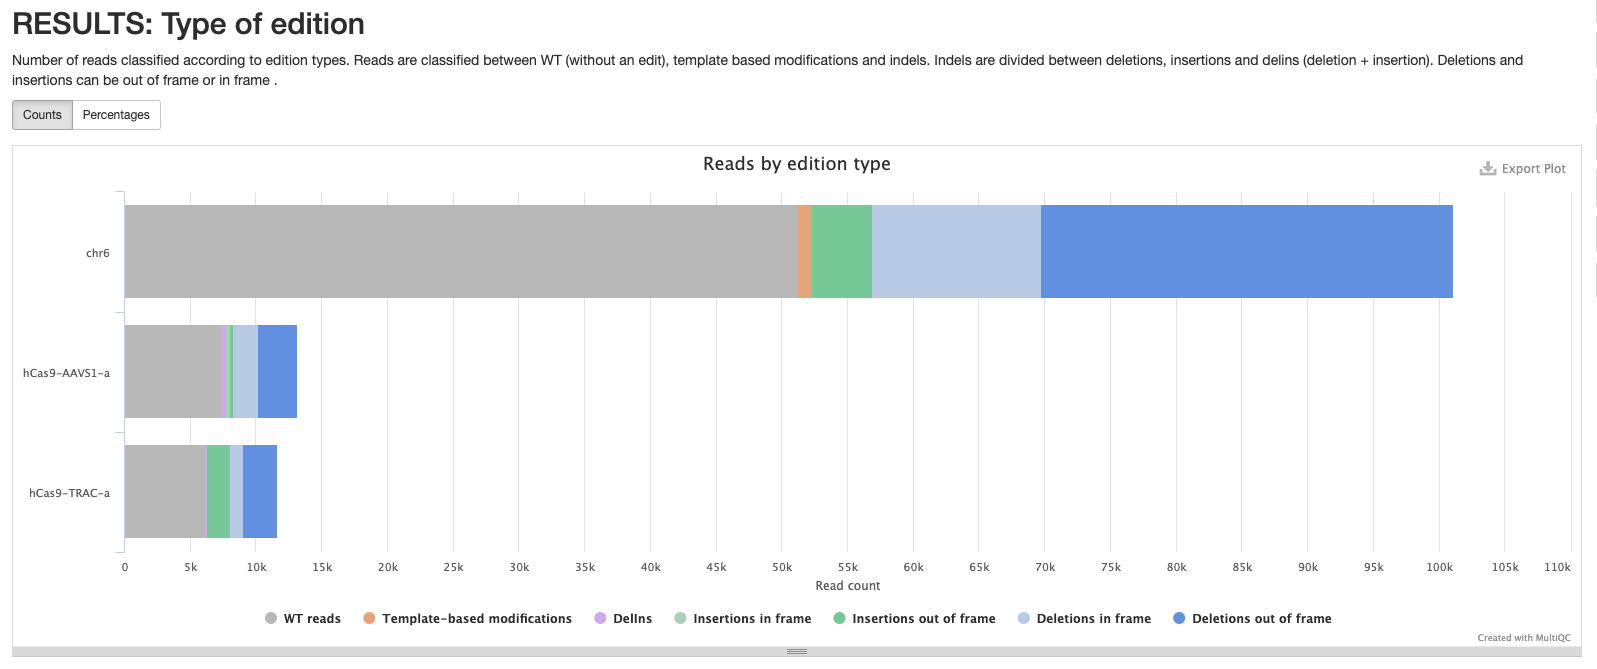 RESULTS: Type of edition
Number of reads classified according to edition types. Reads are classified between WT (without an edit), template based modifications and indels. Indels are divided between deletions, insertions and delins (deletion + insertion). Deletions and
insertions can be out of frame or in frame .
Counts Percentages
Reads by edition type
Export Plot
chr6
hCas9-AAVS1-a
hCas9-TRAC-a
0 5k 10k 15k 20k 25k 30k 35k 40k 45k 50k 55k 60k 65k 70k 75k 80k 85k 90k 95k 100k 105k 110k
Read count
WT reads Template-based modifications DelIns Insertions in frame Insertions out of frame Deletions in frame Deletions out of frame
Created with MultiQC